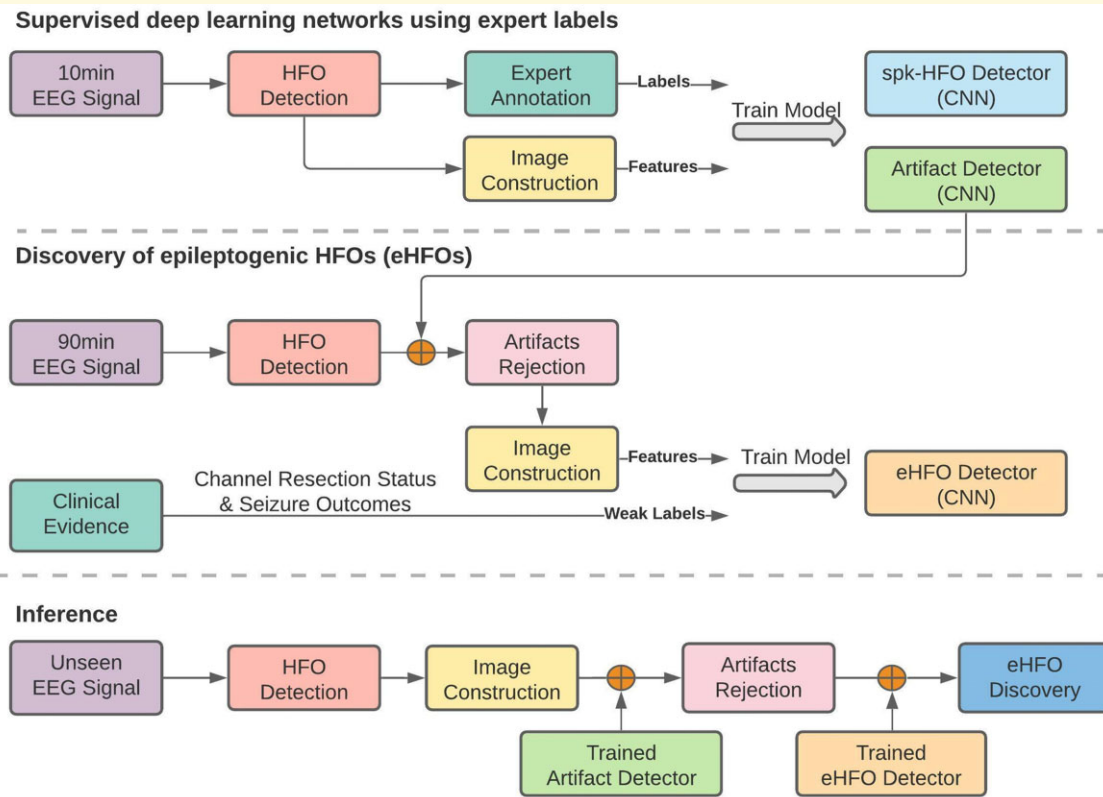 Supervised deep learning networks using expert labels
10min
EEG Signal
HFO
Detection
Expert
Annotation
Labels
Image
Construction
Features
Train Model
spk-HFO Detector
(CNN)
Artifact Detector
(CNN)
Discovery of epileptogenic HFOs (eHFOs)
90min
EEG Signal
HFO
Detection
Artifacts
Rejection
Image
Construction
Features
Clinical
Evidence
Channel Resection Status
& Seizure Outcomes
Weak Labels
Train Model
eHFO Detector
(CNN)
Inference
Unseen
EEG Signal
HFO
Detection
Image
Construction
Trained
Artifact Detector
Artifacts
Rejection
Trained
eHFO Detector
eHFO
Discovery